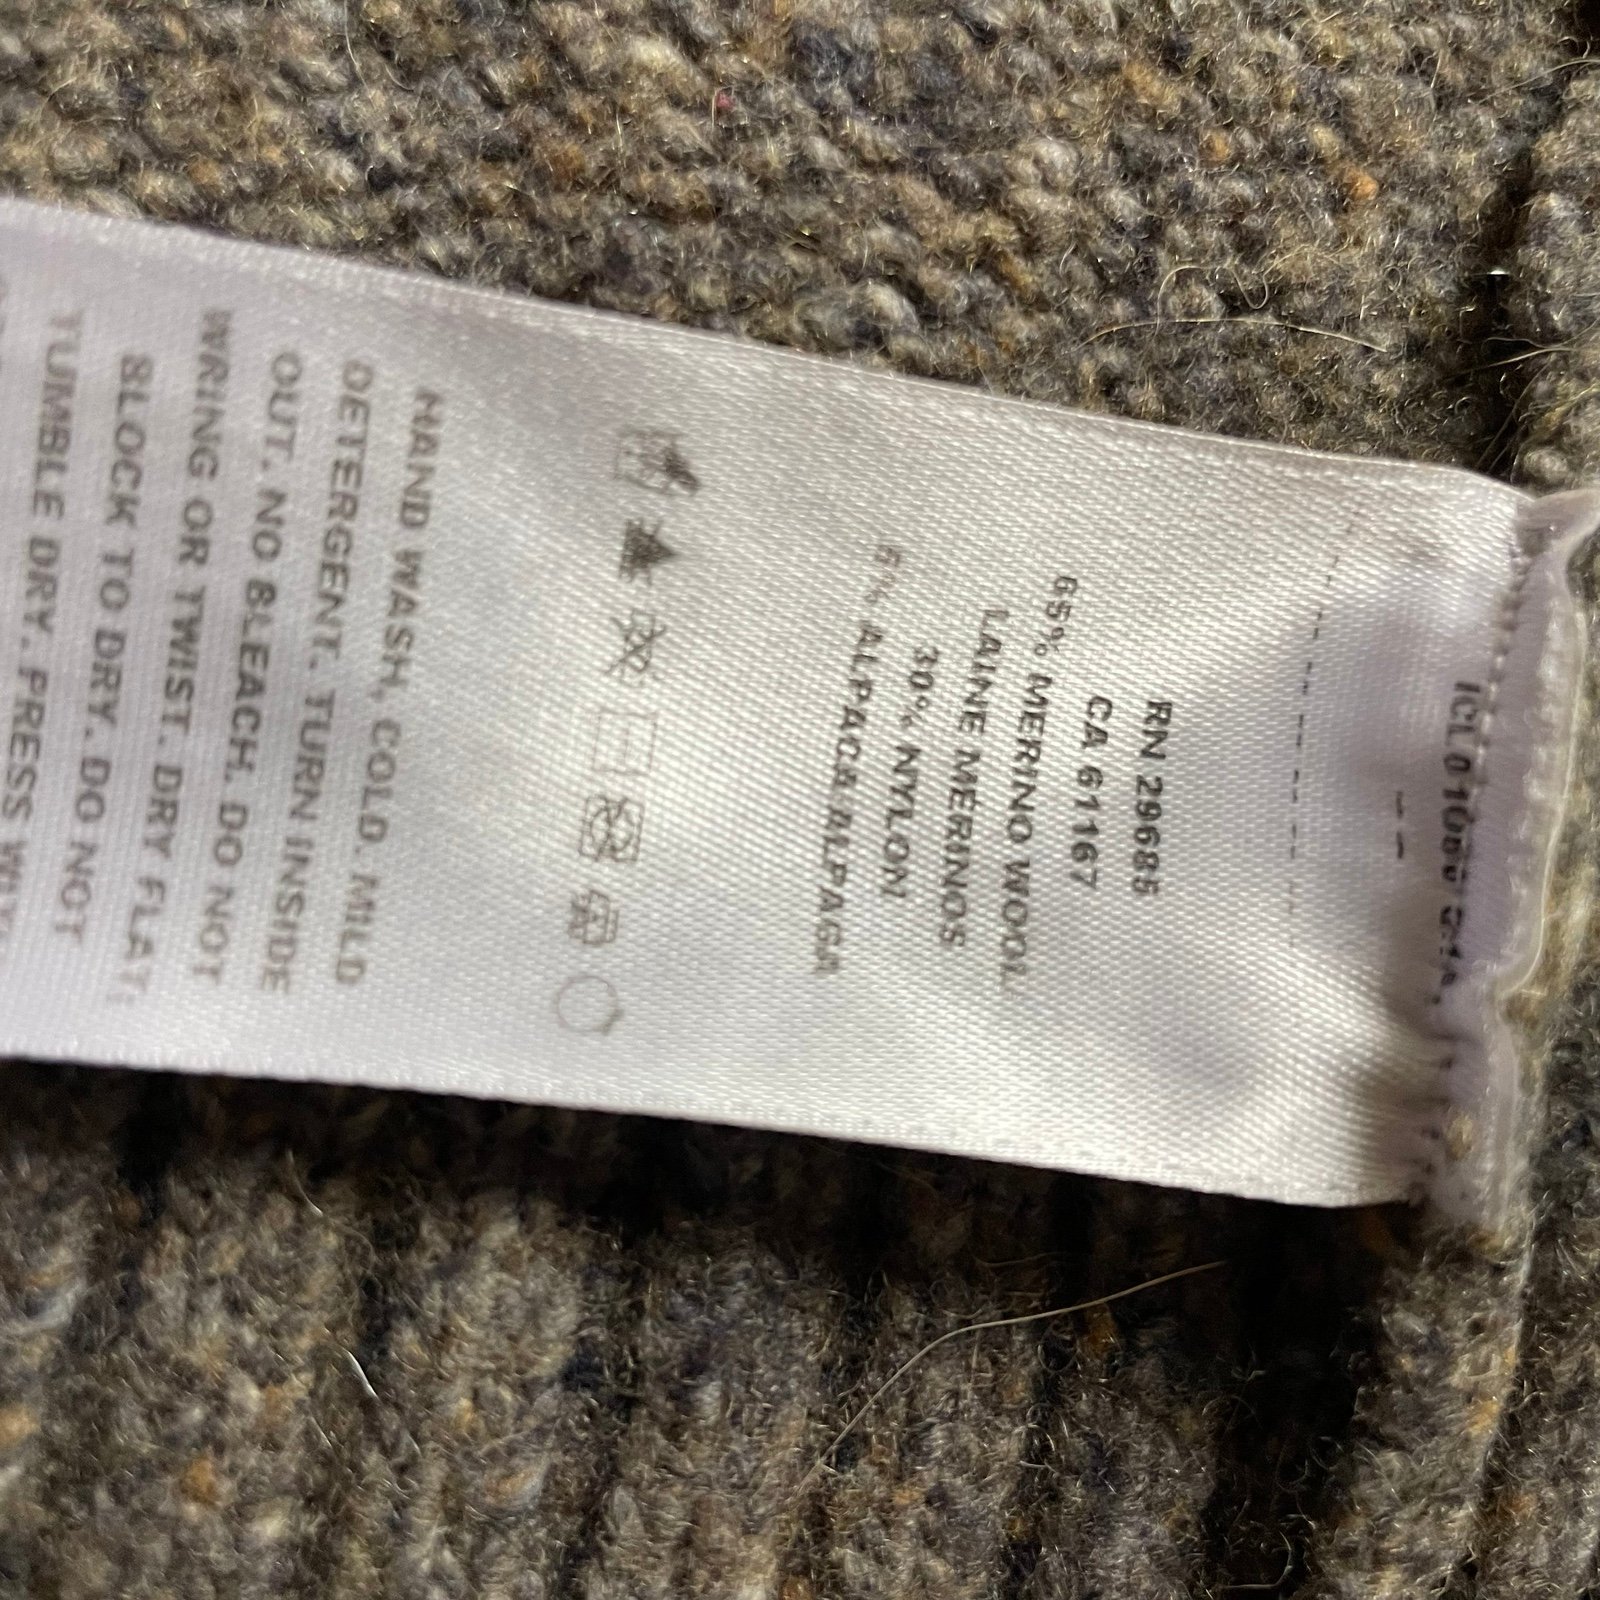 RN 29685
CA 61167
65% MERINO WOOL
LAINE MERINOS
30% NYLON
5% ALPACA ALPAGA
HAND WASH, COLD. MILD
DETERGENT. TURN INSIDE
OUT. NO BLEACH. DO NOT
WRING OR TWIST. DRY FLAT
BLOCK TO DRY. DO NOT
TUMBLE DRY. PRESS